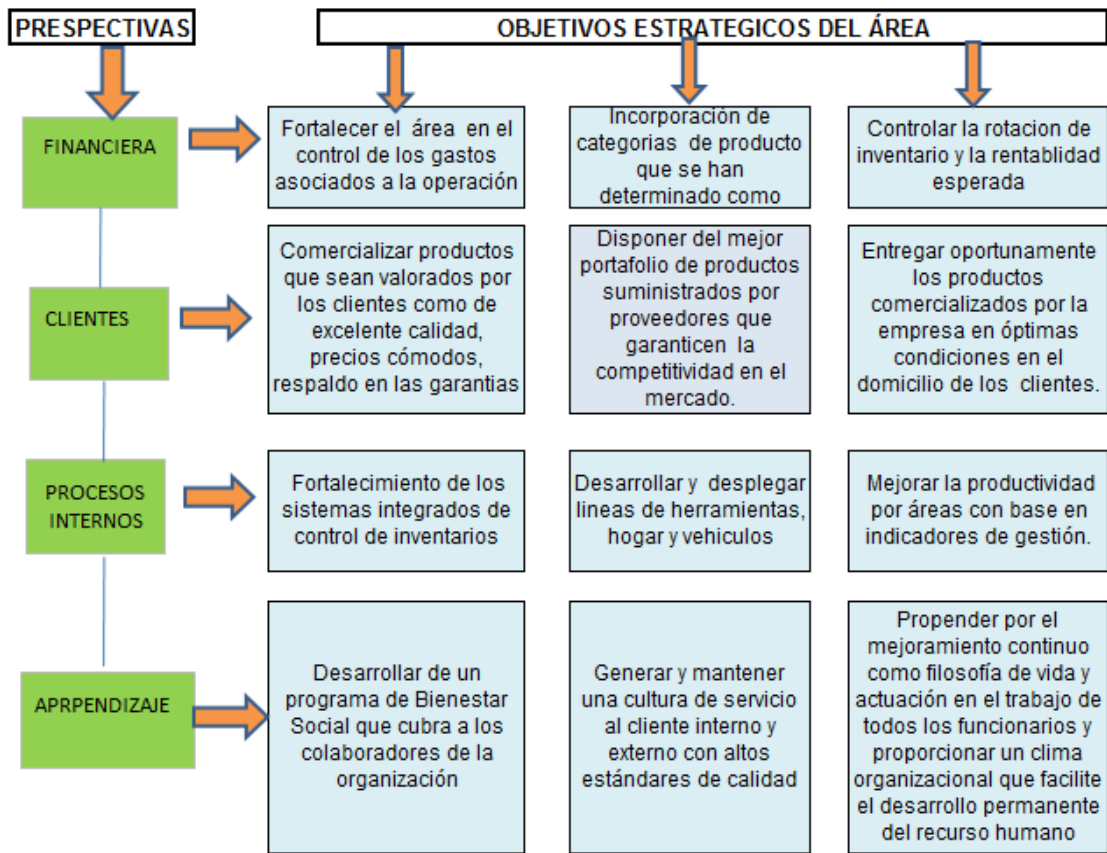 PRESPECTIVAS
OBJETIVOS ESTRATEGICOS DEL ÁREA
FINANCIERA
Fortalecer el área en el
control de los gastos
asociados a la operación
Incorporación de
categorias de producto
que se han
determinado como
Controlar la rotacion de
inventario y la rentablidad
esperada
CLIENTES
Comercializar productos
que sean valorados por
los clientes como de
excelente calidad,
precios cómodos,
respaldo en las garantias
Disponer del mejor
portafolio de productos
suministrados por
proveedores que
garanticen la
competitividad en el
mercado.
Entregar oportunamente
los productos
comercializados por la
empresa en óptimas
condiciones en el
domicilio de los clientes.
PROCESOS
INTERNOS
Fortalecimiento de los
sistemas integrados de
control de inventarios
Desarrollar y desplegar
lineas de herramientas,
hogar y vehiculos
Mejorar la productividad
por áreas con base en
indicadores de gestión.
APRPENDIZAJE
Desarrollar de un
programa de Bienestar
Social que cubra a los
colaboradores de la
organización
Generar y mantener
una cultura de servicio
al cliente interno y
externo con altos
estándares de calidad
Propender por el
mejoramiento continuo
como filosofía de vida y
actuación en el trabajo de
todos los funcionarios y
proporcionar un clima
organizacional que facilite
el desarrollo permanente
del recurso humano